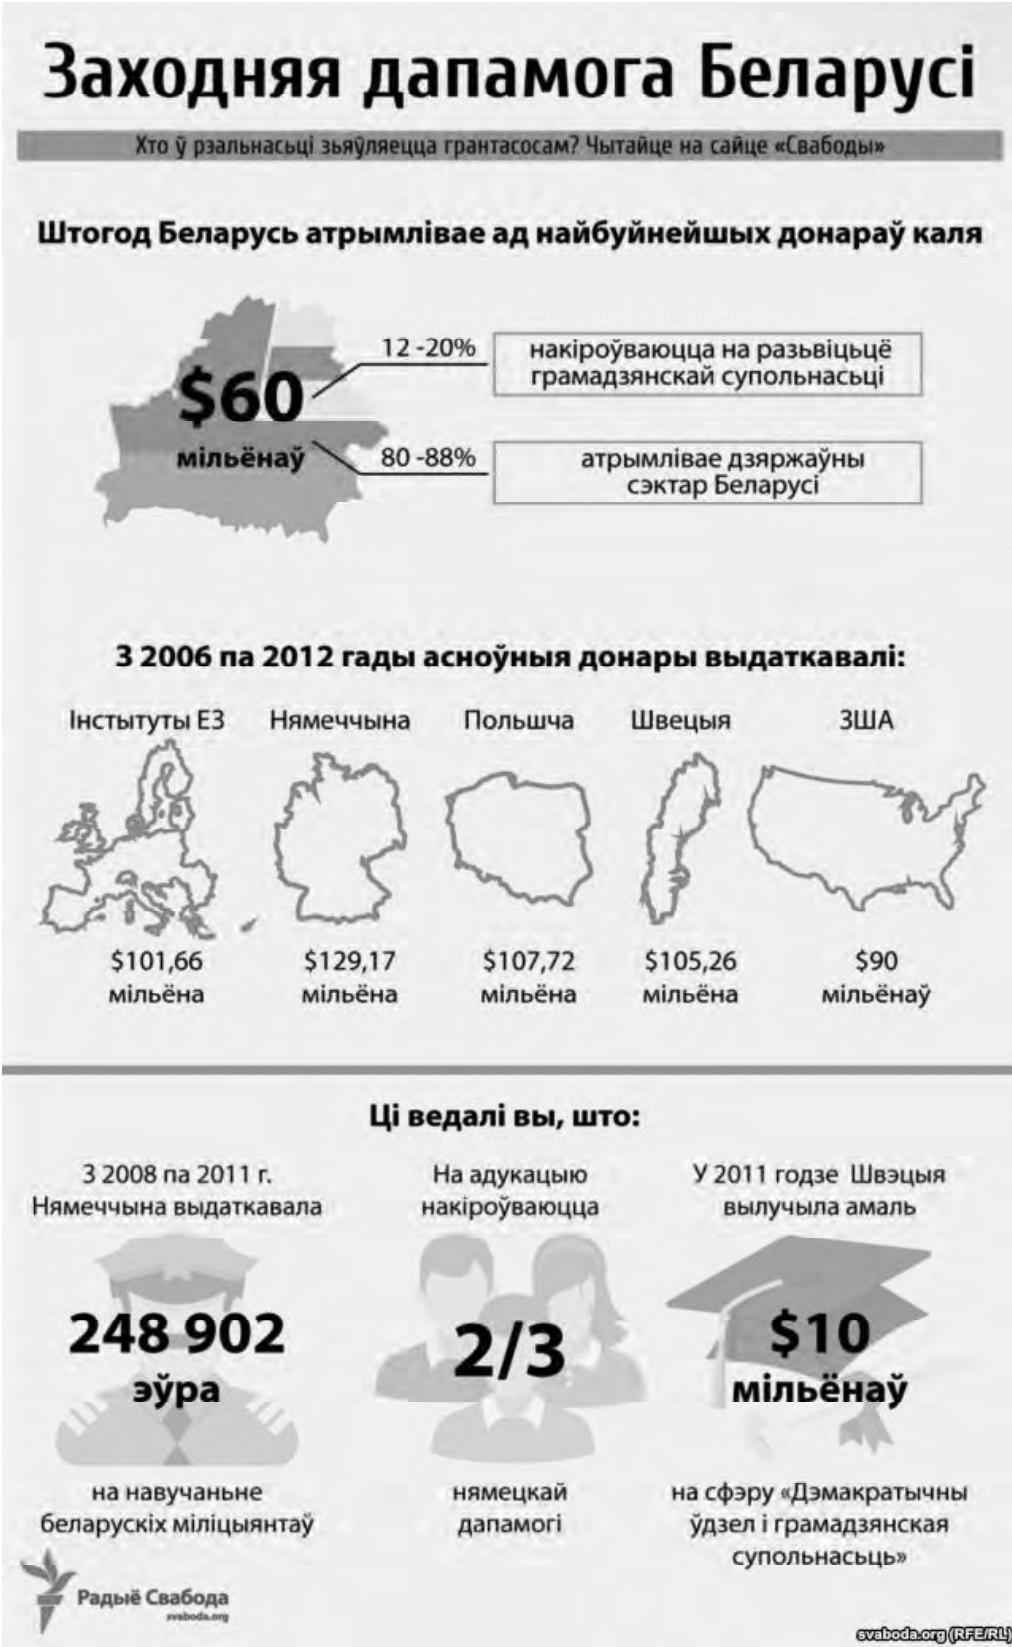 Заходняя дапамога Беларусі
Хто ў рэальнасьці зьяўляецца грантасосам? Чытайце на сайце «Свабоды»
Штогод Беларусь атрымлівае ад найбуйнейшых донараў каля
$60
мільёнаў
12 -20%
накіроўваюцца на разьвіцьцё
грамадзянскай супольнасьці
80 -88%
атрымлівае дзяржаўны
сэктар Беларусі
З 2006 па 2012 гады асноўныя донары выдаткавалі:
Інстытуты ЕЗ
Нямеччына
Польшча
Швецыя
ЗША
$101,66
мільёна
$129,17
мільёна
$107,72
мільёна
$105,26
мільёна
$90
мільёнаў
Ці ведалі вы, што:
З 2008 па 2011 г.
Нямеччына выдаткавала
248 902
эўра
на навучаньне
беларускіх міліцыянтаў
На адукацыю
накіроўваюцца
2/3
нямецкай
дапамогі
У 2011 годзе Швэцыя
вылучыла амаль
$10
мільёнаў
на сфэру «Дэмакратычны
ўдзел і грамадзянская
супольнасьць»
Радыё Свабода
svaboda.org
svaboda.org (RFE/RL)